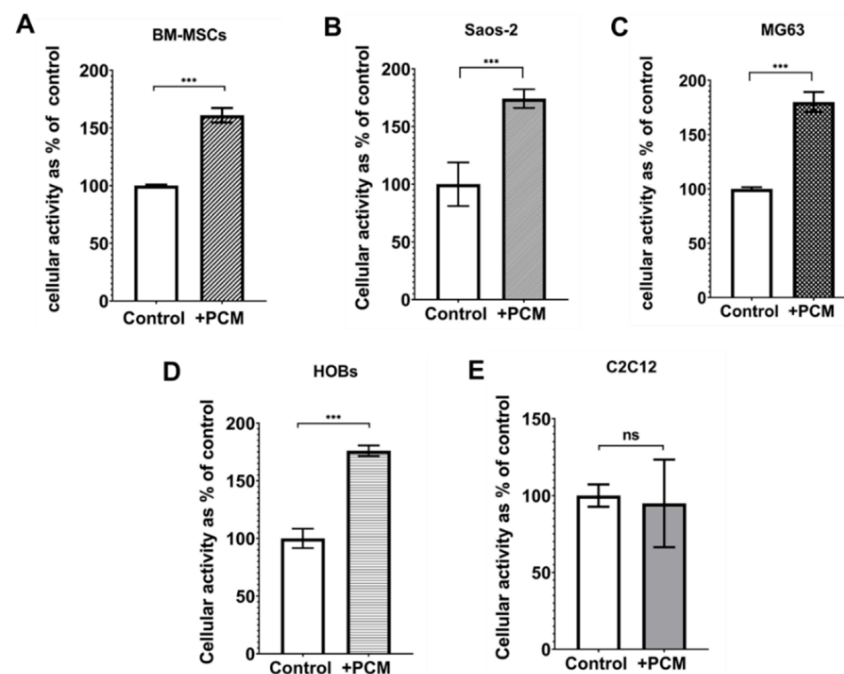 A
BM-MSCs
cellular activity as % of control
200
150
100
50
0
***
Control +PCM
B
Saos-2
Cellular activity as % of control
200
150
100
50
0
***
Control +PCM
C
MG63
cellular activity as % of control
200
150
100
50
0
***
Control +PCM
D
HOBs
Cellular activity as % of control
200
150
100
50
0
***
Control +PCM
E
C2C12
Cellular activity as % of control
150
100
50
0
ns
Control +PCM